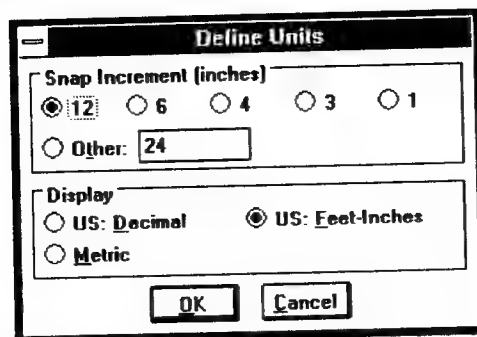 Define Units
Snap Increment (inches)
12 6 4 3 1
Other: 24
Display
US: Decimal US: Feet-Inches
Metric
OK Cancel